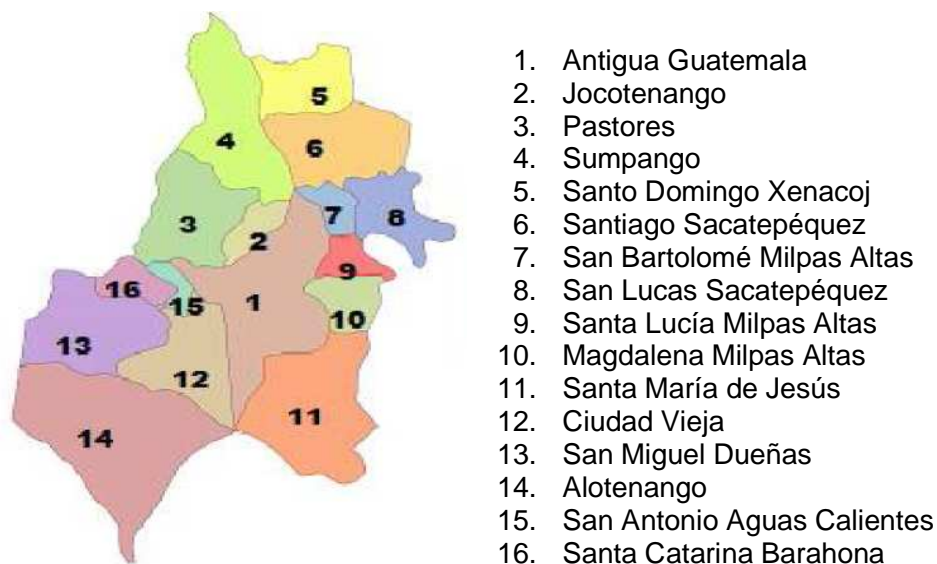 1. Antigua Guatemala
2. Jocotenango
3. Pastores
4. Sumpango
5. Santo Domingo Xenacoj
6. Santiago Sacatepéquez
7. San Bartolomé Milpas Altas
8. San Lucas Sacatepéquez
9. Santa Lucía Milpas Altas
10. Magdalena Milpas Altas
11. Santa María de Jesús
12. Ciudad Vieja
13. San Miguel Dueñas
14. Alotenango
15. San Antonio Aguas Calientes
16. Santa Catarina Barahona
5
4
6
7
8
3
2
9
16
15
1
10
13
12
11
14